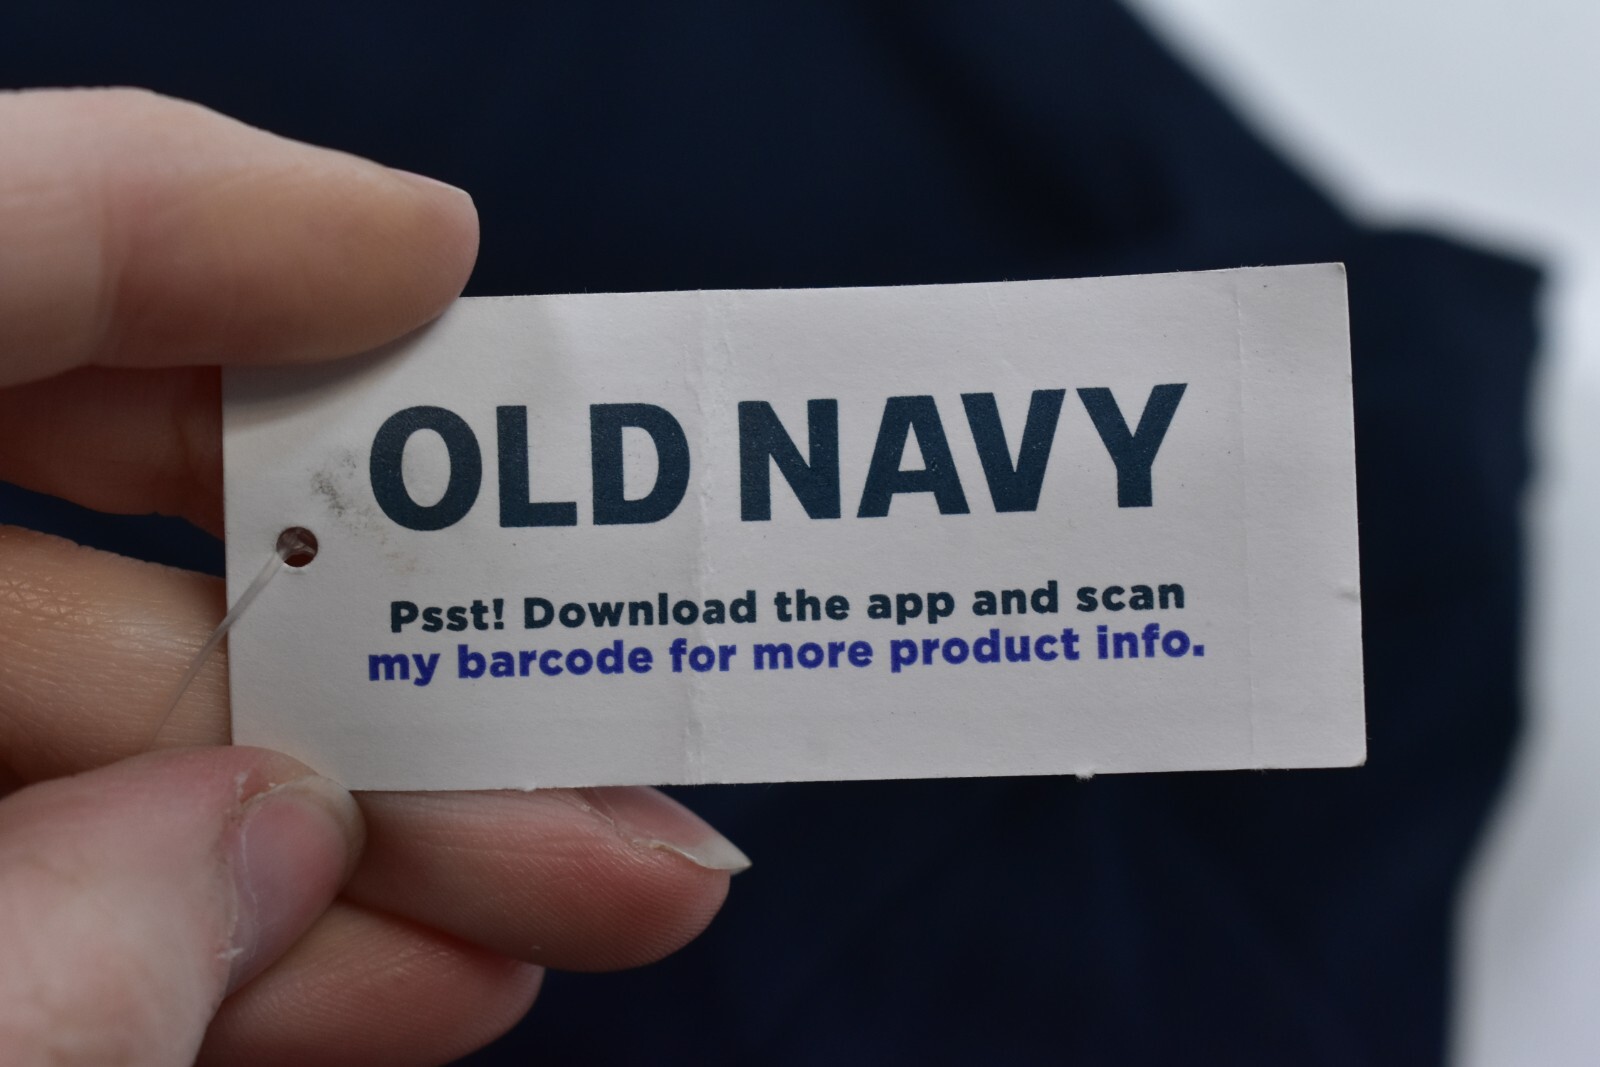 OLD NAVY
Psst! Download the app and scan
my barcode for more product info.